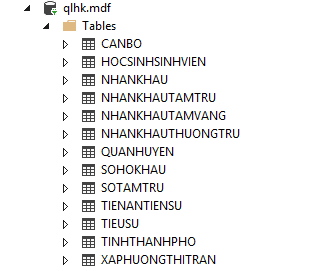 qlhk.mdf
Tables
CANBO
HOCSINHSINHVIEN
NHANKHAU
NHANKHAUTAMTRU
NHANKHAUTAMVANG
NHANKHAUTHUONGTRU
QUANHUYEN
SOHOKHAU
SOTAMTRU
TIENANTIENSU
TIEUSU
TINHTHANHPHO
XAPHUONGTHITRAN